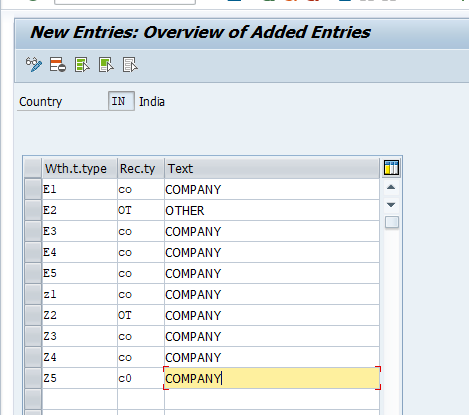 New Entries: Overview of Added Entries
Country IN India
Wth.t.type Rec.ty Text
E1 co COMPANY
E2 OT OTHER
E3 co COMPANY
E4 co COMPANY
E5 co COMPANY
z1 co COMPANY
Z2 OT COMPANY
Z3 co COMPANY
Z4 co COMPANY
Z5 c0 COMPANY